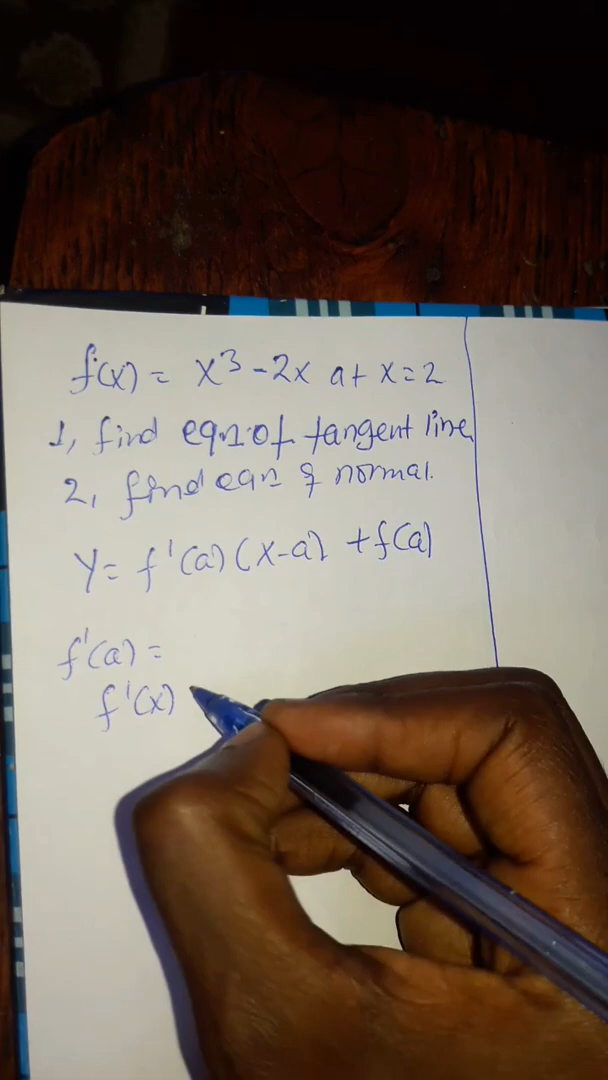 f(x) = x³ - 2x at x = 2
1, find eqn of tangent line
2, find eqn of normal.
y = f'(a) (x-a) + f(a)
f'(a) =
f'(x)